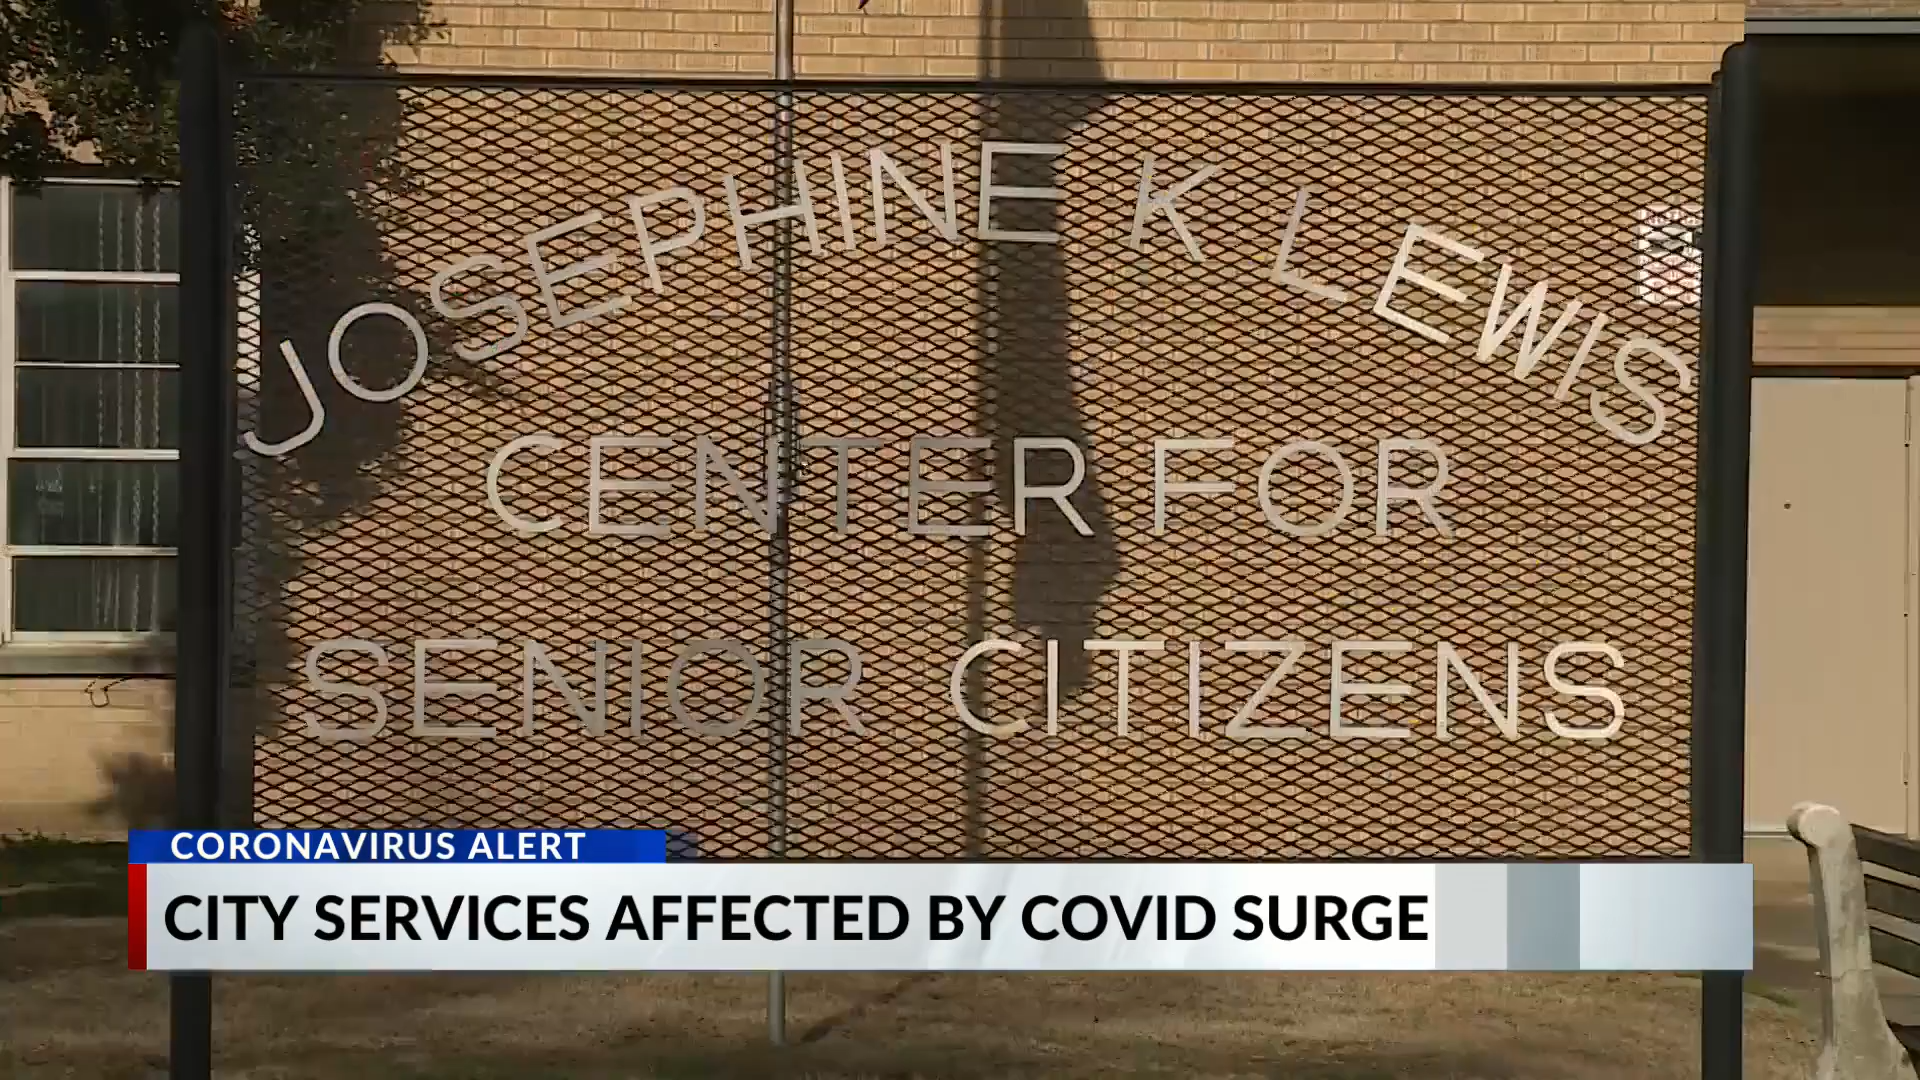 JOSEPHINE K LEWIS
CENTER FOR
SENIOR CITIZENS
CORONAVIRUS ALERT
CITY SERVICES AFFECTED BY COVID SURGE